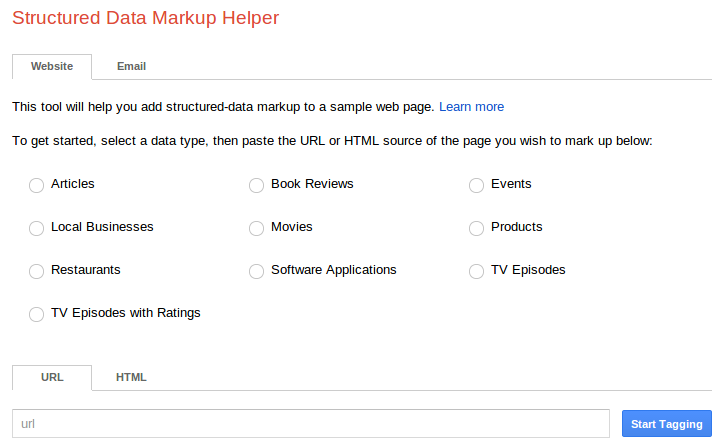 Structured Data Markup Helper
Website Email
This tool will help you add structured-data markup to a sample web page. Learn more
To get started, select a data type, then paste the URL or HTML source of the page you wish to mark up below:
Articles Book Reviews Events
Local Businesses Movies Products
Restaurants Software Applications TV Episodes
TV Episodes with Ratings
URL HTML
url Start Tagging